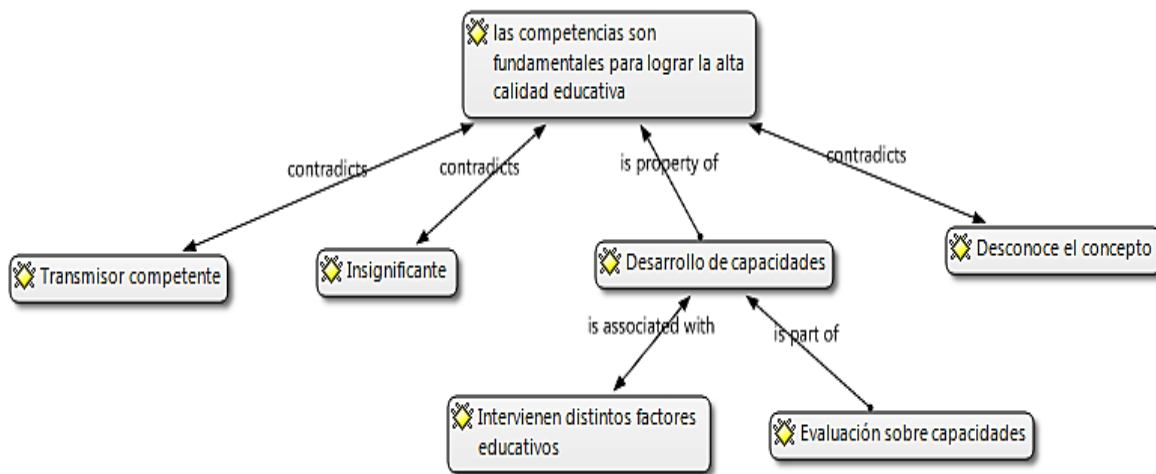 las competencias son
fundamentales para lograr la alta
calidad educativa
contradicts
contradicts
is property of
contradicts
Transmisor competente
Insignificante
Desarrollo de capacidades
Desconoce el concepto
is associated with
is part of
Intervienen distintos factores
educativos
Evaluación sobre capacidades